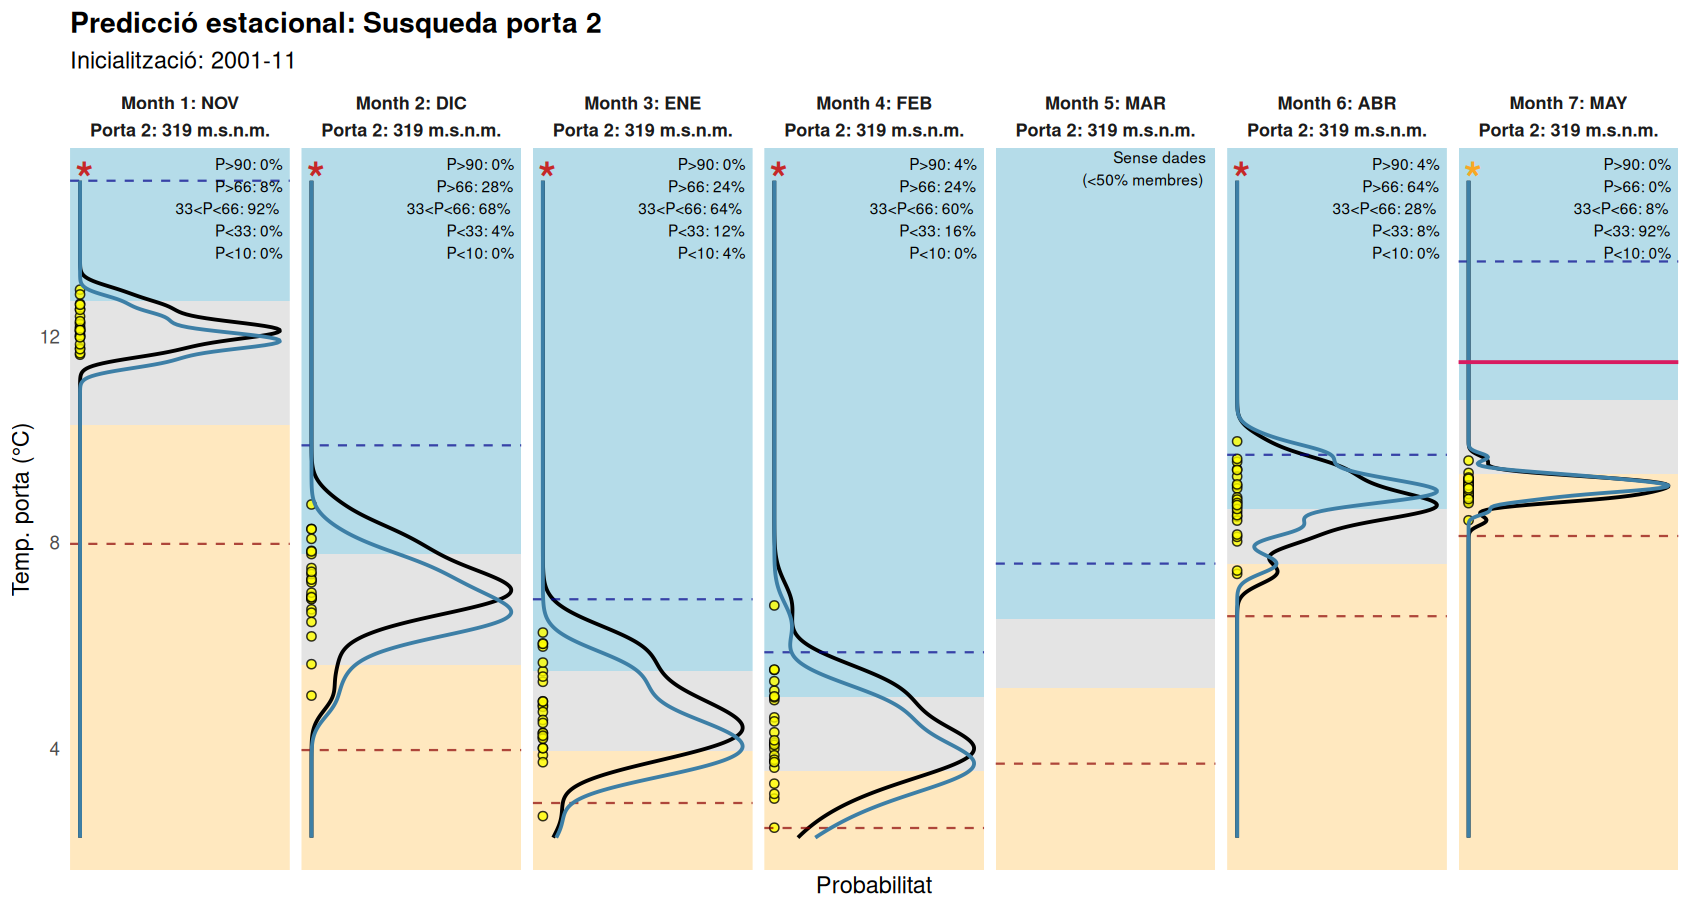 Predicció estacional: Susqueda porta 2
Inicialització: 2001-11
Month 1: NOV
Porta 2: 319 m.s.n.m.
Month 2: DIC
Porta 2: 319 m.s.n.m.
Month 3: ENE
Porta 2: 319 m.s.n.m.
Month 4: FEB
Porta 2: 319 m.s.n.m.
Month 5: MAR
Porta 2: 319 m.s.n.m.
Month 6: ABR
Porta 2: 319 m.s.n.m.
Month 7: MAY
Porta 2: 319 m.s.n.m.
*
P>90: 0%
P>66: 8%
33<P<66: 92%
P<33: 0%
P<10: 0%
*
P>90: 0%
P>66: 28%
33<P<66: 68%
P<33: 4%
P<10: 0%
*
P>90: 0%
P>66: 24%
33<P<66: 64%
P<33: 12%
P<10: 4%
*
P>90: 4%
P>66: 24%
33<P<66: 60%
P<33: 16%
P<10: 0%
Sense dades
(<50% membres)
*
P>90: 4%
P>66: 64%
33<P<66: 28%
P<33: 8%
P<10: 0%
*
P>90: 0%
P>66: 0%
33<P<66: 8%
P<33: 92%
P<10: 0%
12
8
4
Temp. porta (°C)
Probabilitat